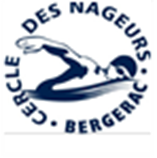 CERCLE DES NAGEURS
· BERGERAC ·